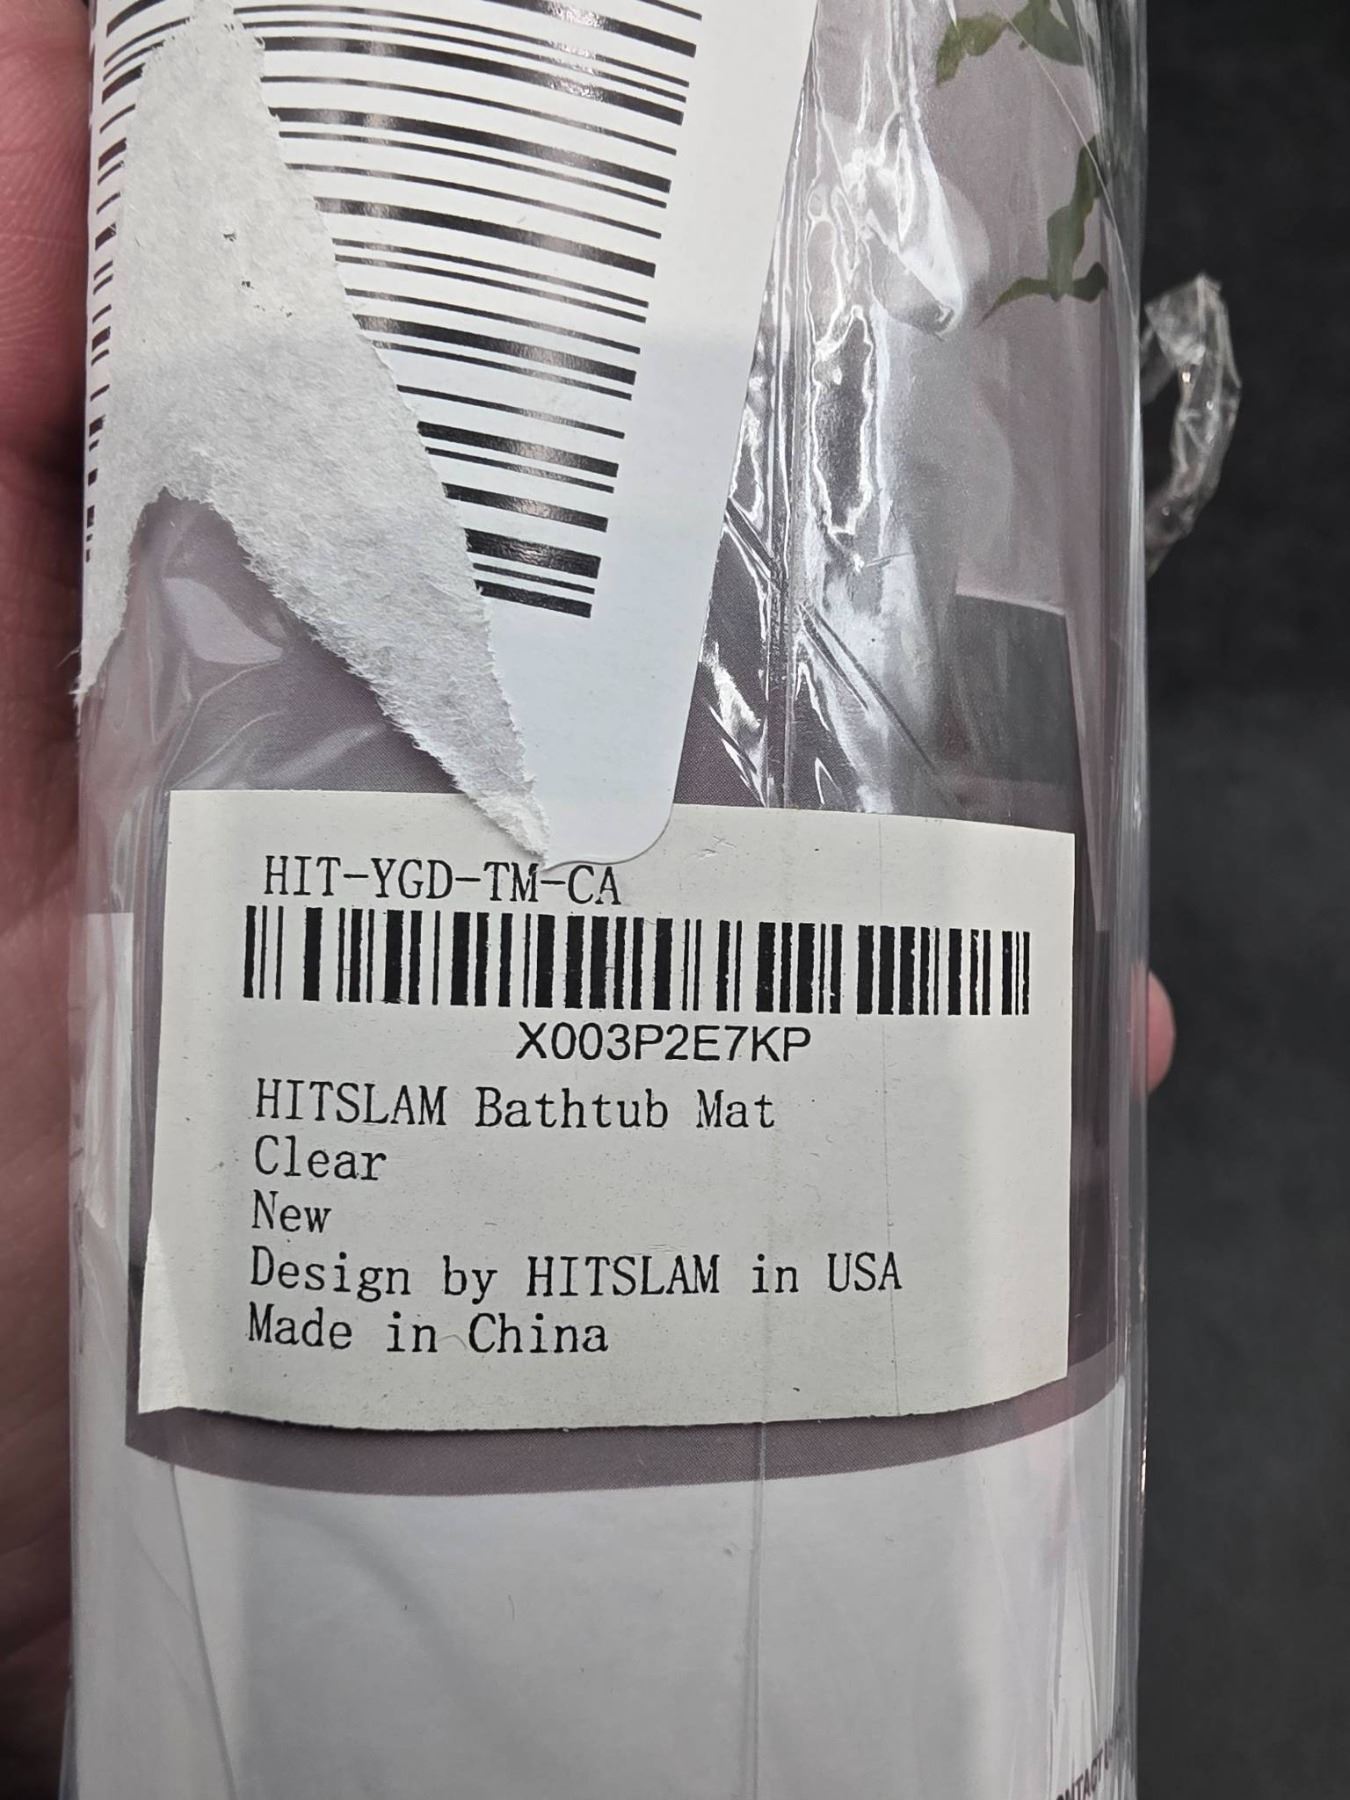 HIT-YGD-TM-CA
X003P2E7KP
HITSLAM Bathtub Mat
Clear
New
Design by HITSLAM in USA
Made in China